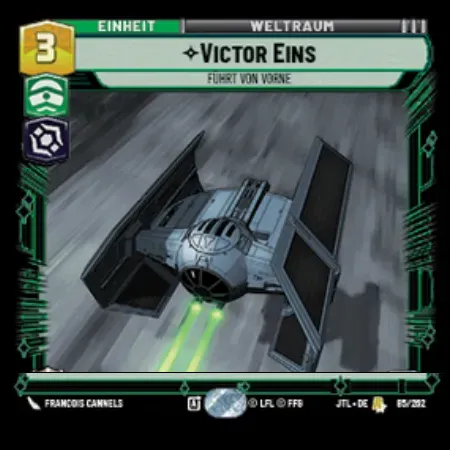 EINHEIT
WELTRAUM
3
VICTOR EINS
FÜHRT VON VORNE
FRANCOIS CANNELS
© LFL © FFG
JTL • DE
85/262